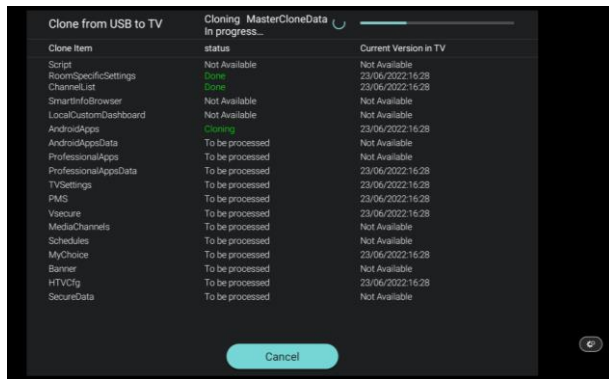 Clone from USB to TV Cloning MasterCloneData
In progress...
Clone Item status Current Version in TV
Script Not Available Not Available
RoomSpecificSettings Done 23/06/2022:16:28
ChannelList Done 23/06/2022:16:28
SmartInfoBrowser Not Available Not Available
LocalCustomDashboard Not Available Not Available
AndroidApps Cloning 23/06/2022:16:28
AndroidAppsData To be processed Not Available
ProfessionalApps To be processed Not Available
ProfessionalAppsData To be processed 23/06/2022:16:28
TVSettings To be processed 23/06/2022:16:28
PMS To be processed 23/06/2022:16:28
Vsecure To be processed 23/06/2022:16:28
MediaChannels To be processed Not Available
Schedules To be processed Not Available
MyChoice To be processed 23/06/2022:16:28
Banner To be processed Not Available
HTVCfg To be processed 23/06/2022:16:28
SecureData To be processed Not Available
Cancel